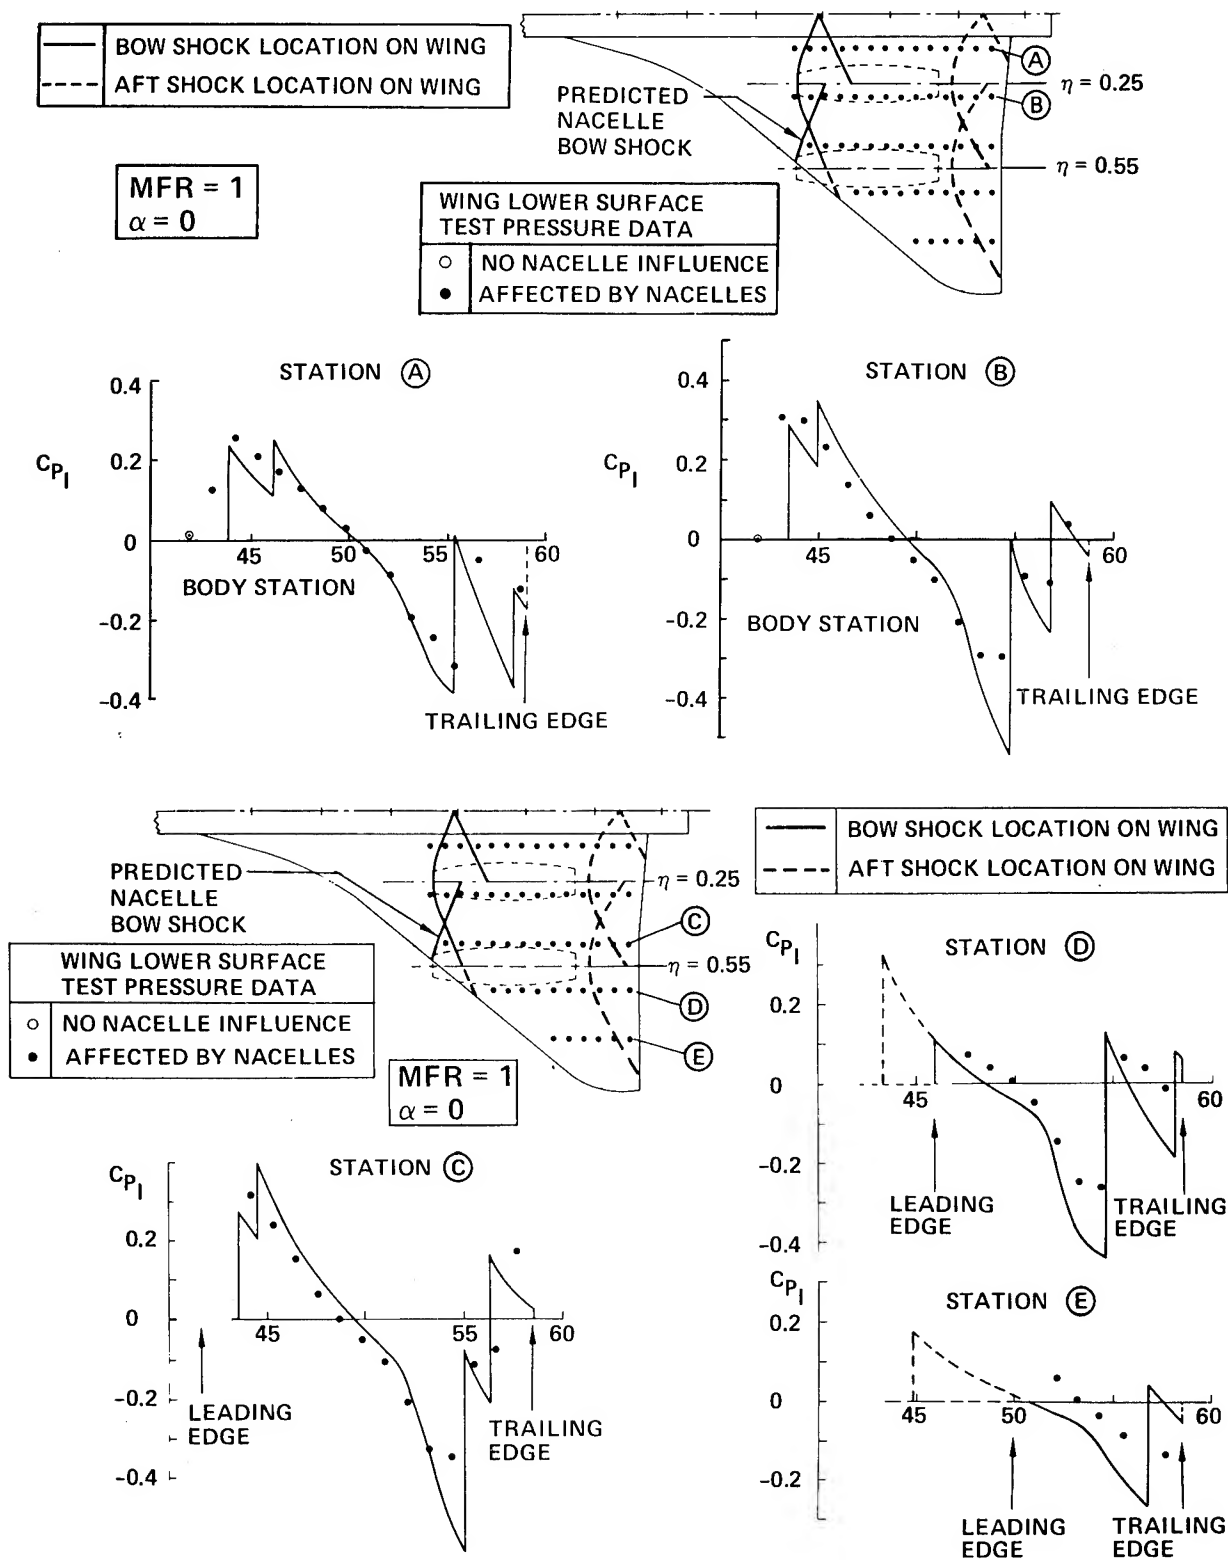 BOW SHOCK LOCATION ON WING
AFT SHOCK LOCATION ON WING
MFR = 1
α = 0
PREDICTED
NACELLE
BOW SHOCK
A
η = 0.25
B
η = 0.55
WING LOWER SURFACE
TEST PRESSURE DATA
NO NACELLE INFLUENCE
AFFECTED BY NACELLES
STATION A
CPI
0.4
0.2
0
-0.2
-0.4
45 50 55 60
BODY STATION
TRAILING EDGE
STATION B
CPI
0.4
0.2
0
-0.2
-0.4
45 60
BODY STATION
TRAILING EDGE
PREDICTED
NACELLE
BOW SHOCK
η = 0.25
C
η = 0.55
D
E
BOW SHOCK LOCATION ON WING
AFT SHOCK LOCATION ON WING
WING LOWER SURFACE
TEST PRESSURE DATA
NO NACELLE INFLUENCE
AFFECTED BY NACELLES
MFR = 1
α = 0
STATION C
CPI
0.2
0
-0.2
-0.4
45 55 60
LEADING
EDGE
TRAILING
EDGE
STATION D
CPI
0.2
0
-0.2
-0.4
45 60
LEADING
EDGE
TRAILING
EDGE
STATION E
CPI
0.2
0
-0.2
45 50 60
LEADING
EDGE
TRAILING
EDGE